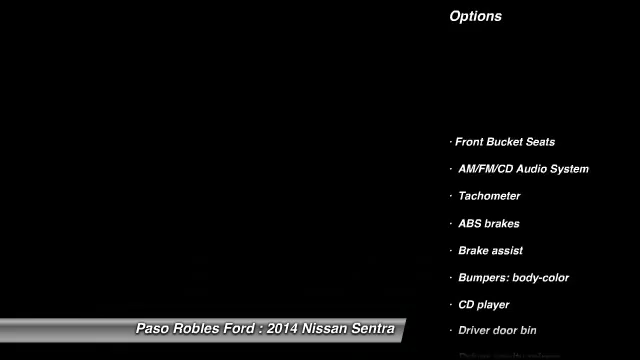 Options
· Front Bucket Seats
· AM/FM/CD Audio System
· Tachometer
· ABS brakes
· Brake assist
· Bumpers: body-color
· CD player
· Driver door bin
Paso Robles Ford : 2014 Nissan Sentra